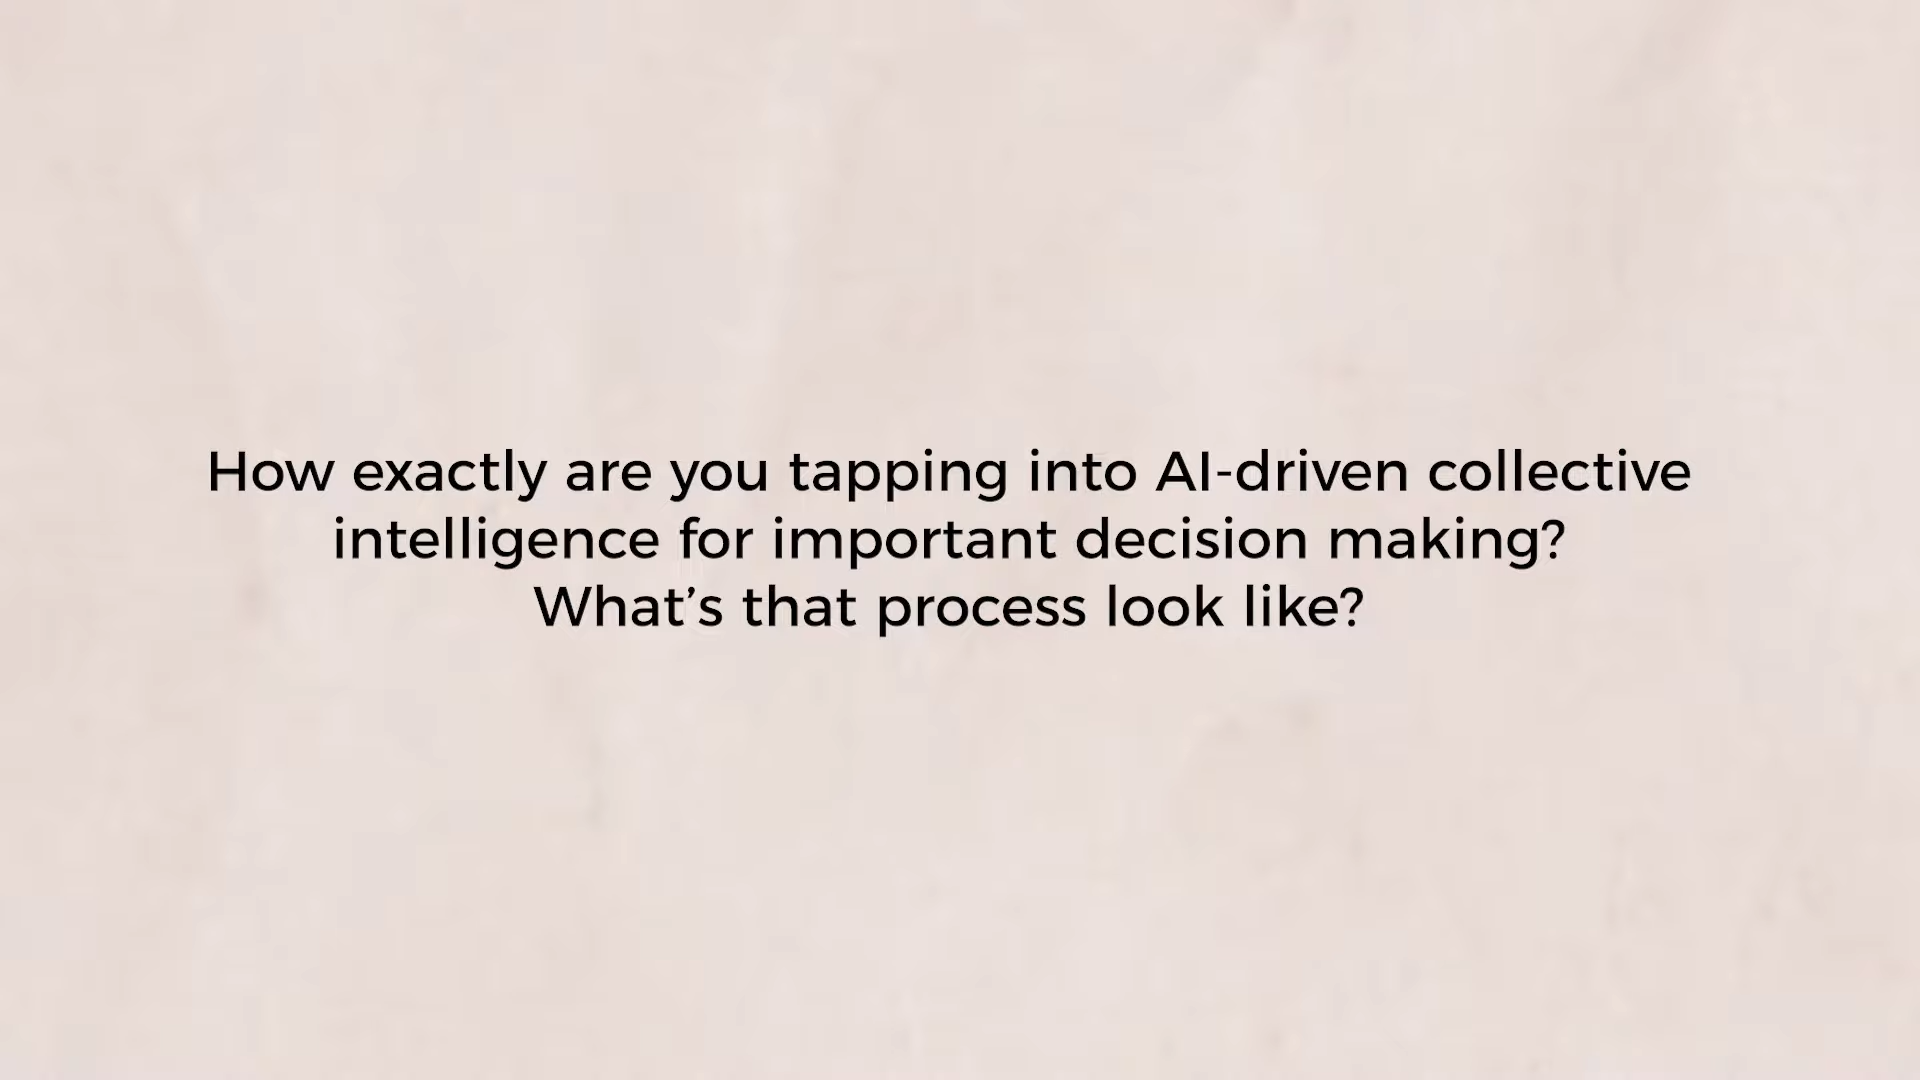 How exactly are you tapping into AI-driven collective
intelligence for important decision making?
What’s that process look like?